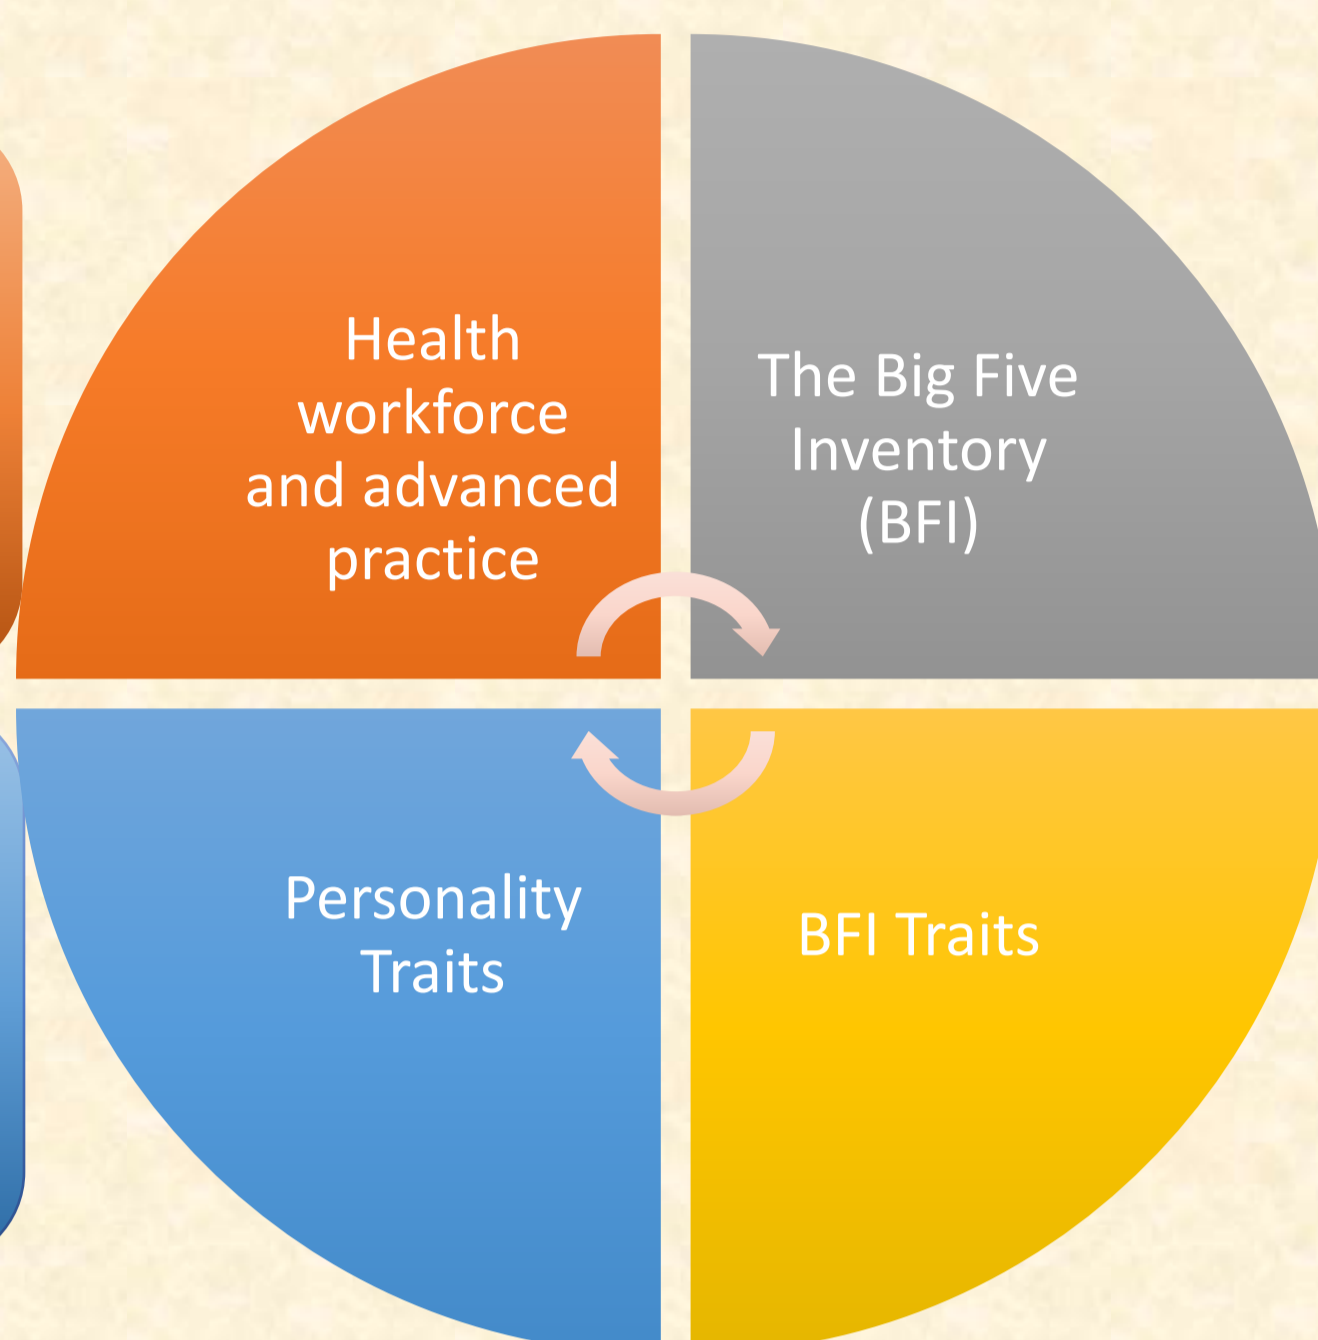 Health
workforce
and advanced
practice
The Big Five
Inventory
(BFI)
Personality
Traits
BFI Traits